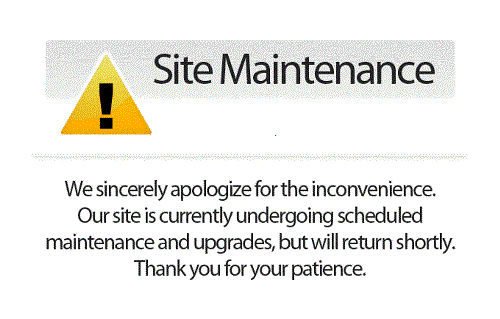 Site Maintenance
!
We sincerely apologize for the inconvenience.
Our site is currently undergoing scheduled
maintenance and upgrades, but will return shortly.
Thank you for your patience.